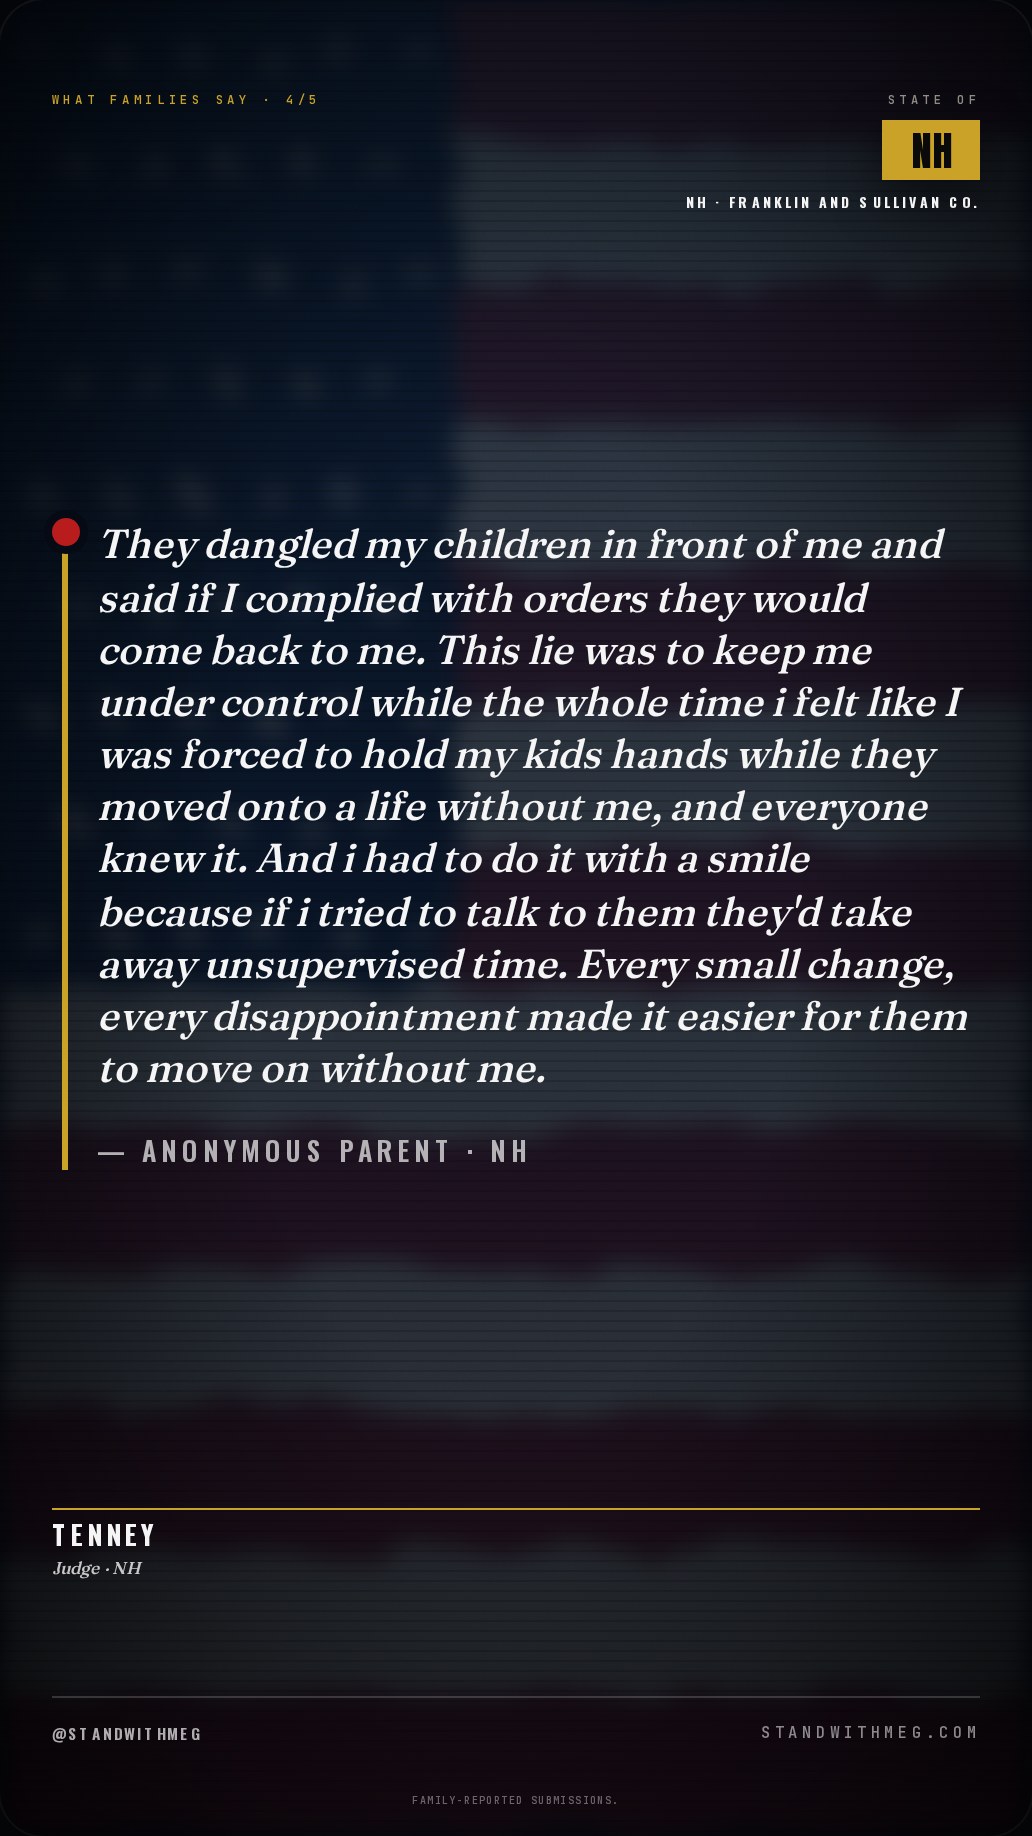 WHAT FAMILIES SAY · 4/5
STATE OF
NH
NH · FRANKLIN AND SULLIVAN CO.
They dangled my children in front of me and
said if I complied with orders they would
come back to me. This lie was to keep me
under control while the whole time i felt like I
was forced to hold my kids hands while they
moved onto a life without me, and everyone
knew it. And i had to do it with a smile
because if i tried to talk to them they'd take
away unsupervised time. Every small change,
every disappointment made it easier for them
to move on without me.
— ANONYMOUS PARENT · NH
TENNEY
Judge · NH
@STANDWITHMEG
STANDWITHMEG.COM
FAMILY-REPORTED SUBMISSIONS.